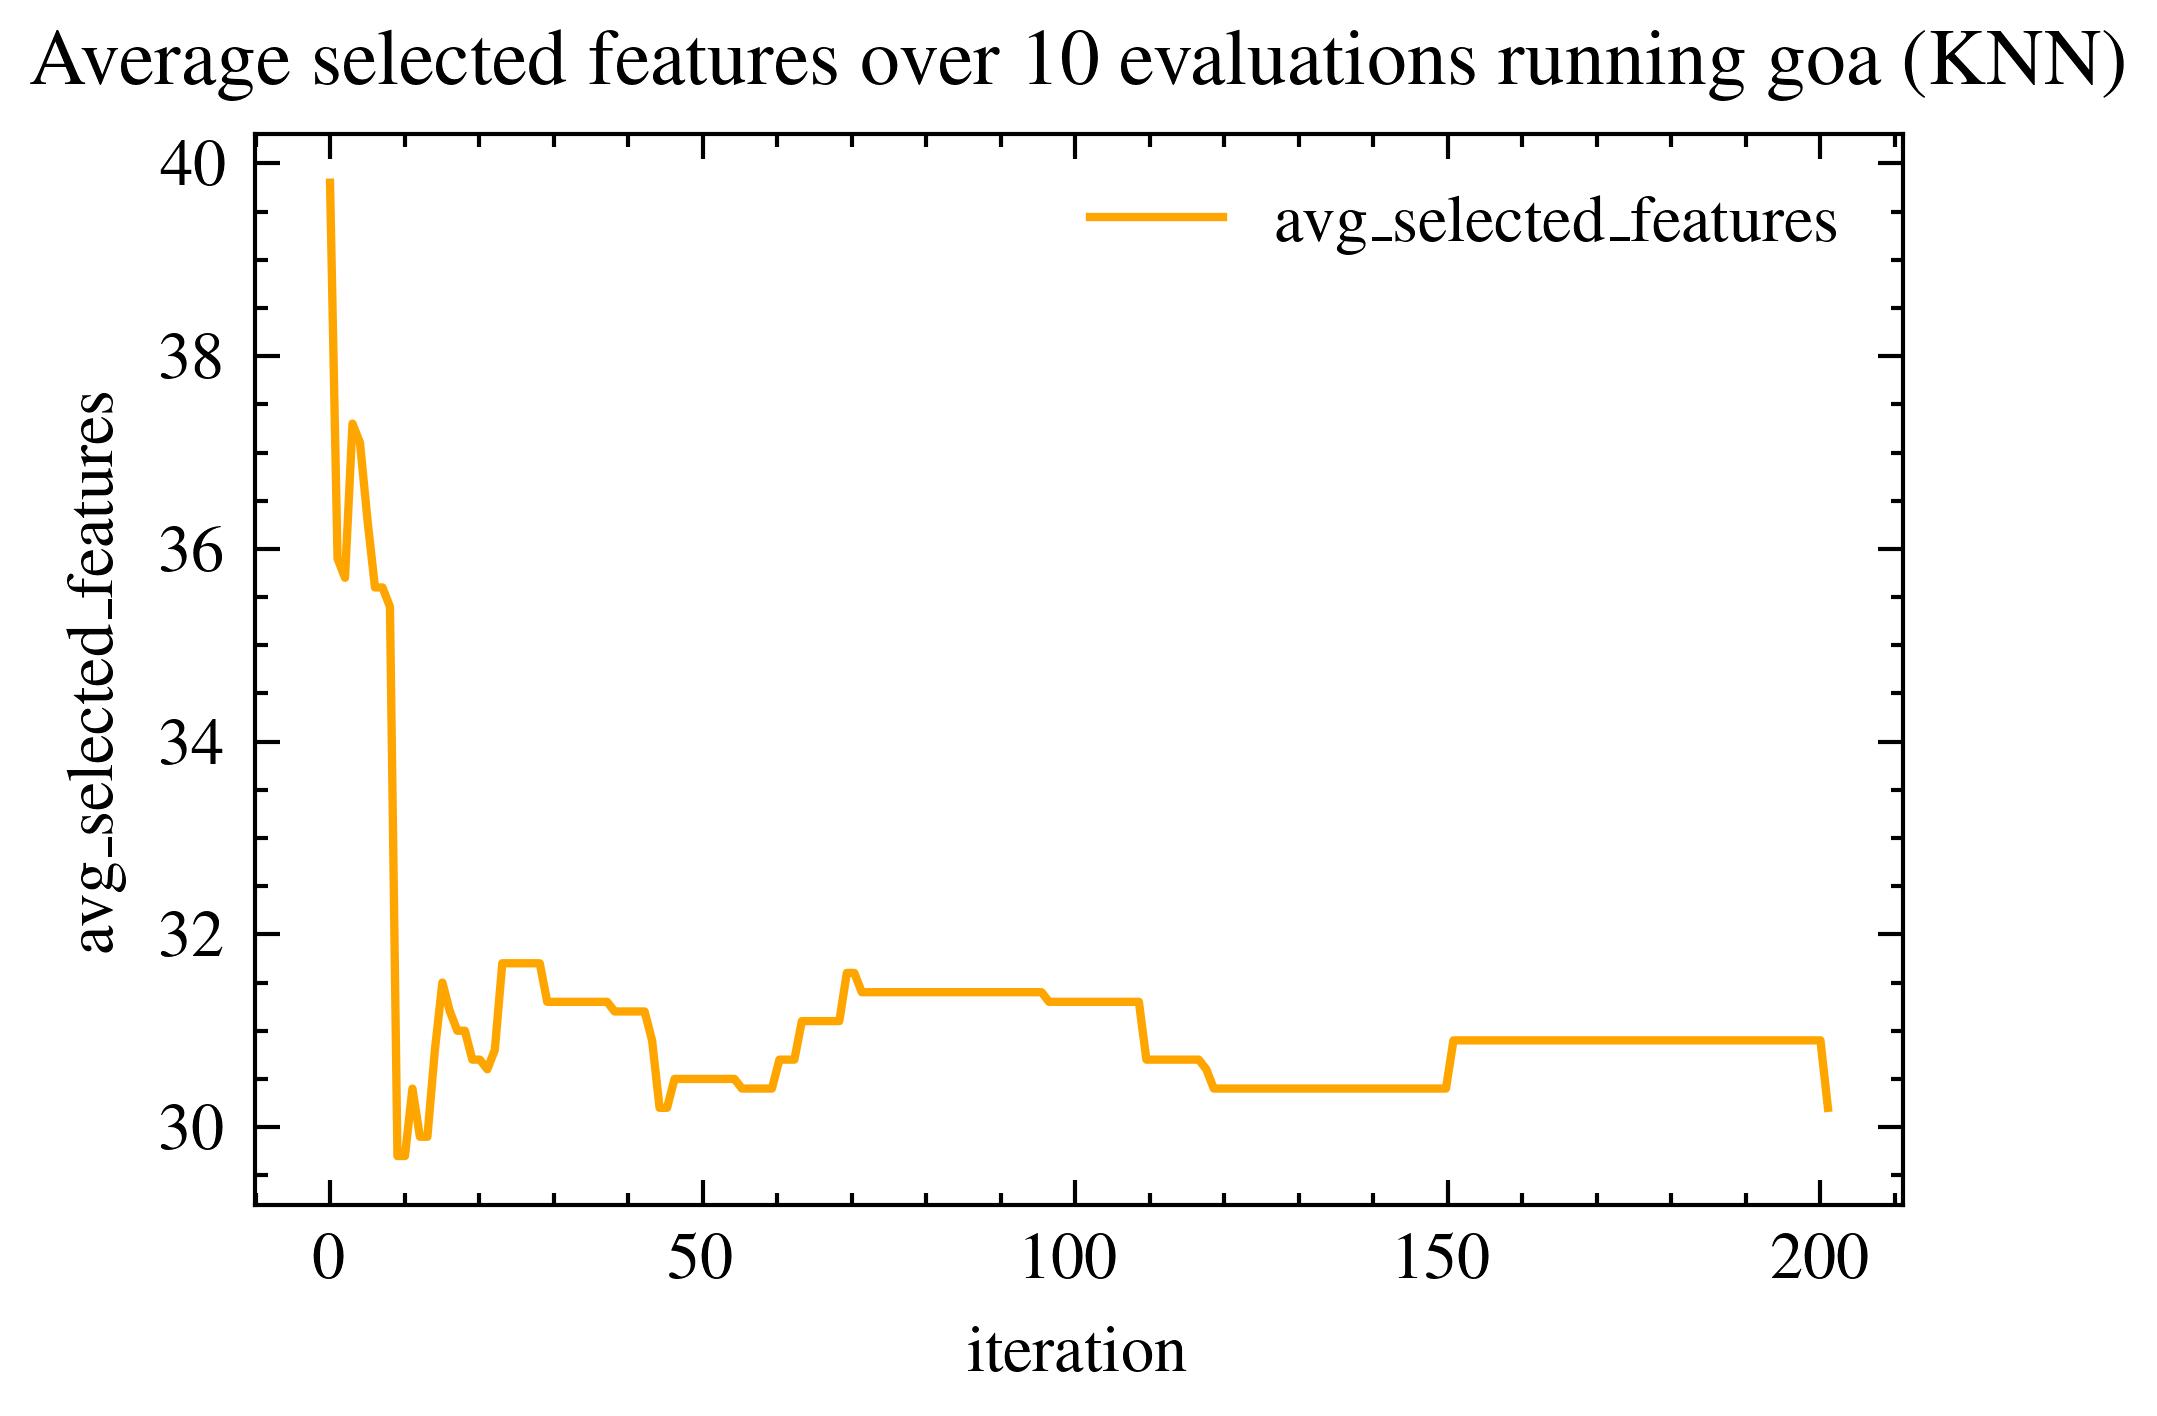 Average selected features over 10 evaluations running goa (KNN)
avg_selected_features
avg_selected_features
40
38
36
34
32
30
0 50 100 150 200
iteration